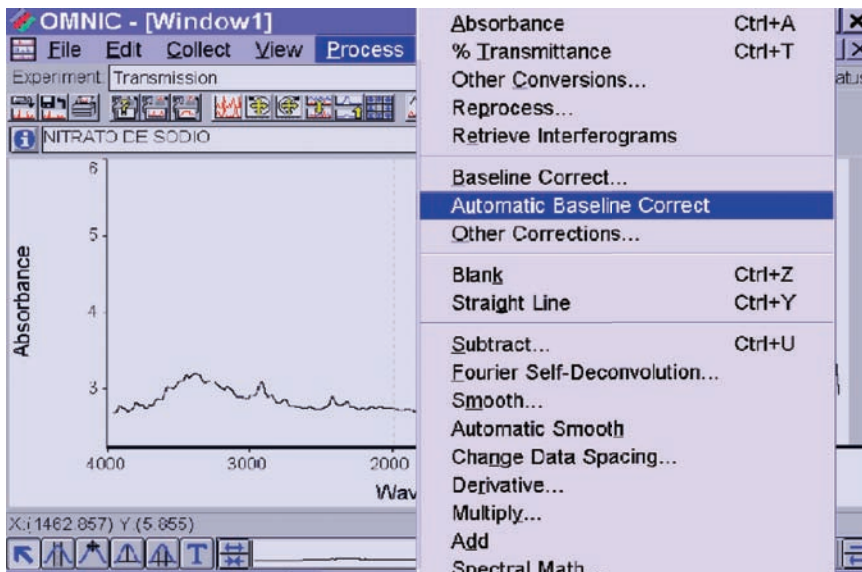 OMNIC - [Window1]
File Edit Collect View Process
Experiment: Transmission
NITRATO DE SODIO
Absorbance
6
5
4
3
4000 3000 2000
Wav
X:(1462.857) Y:(5.855)
T
Absorbance Ctrl+A
% Transmittance Ctrl+T
Other Conversions...
Reprocess...
Retrieve Interferograms
Baseline Correct...
Automatic Baseline Correct
Other Corrections...
Blank Ctrl+Z
Straight Line Ctrl+Y
Subtract... Ctrl+U
Fourier Self-Deconvolution...
Smooth...
Automatic Smooth
Change Data Spacing...
Derivative...
Multiply...
Add
Spectral Math...
atus